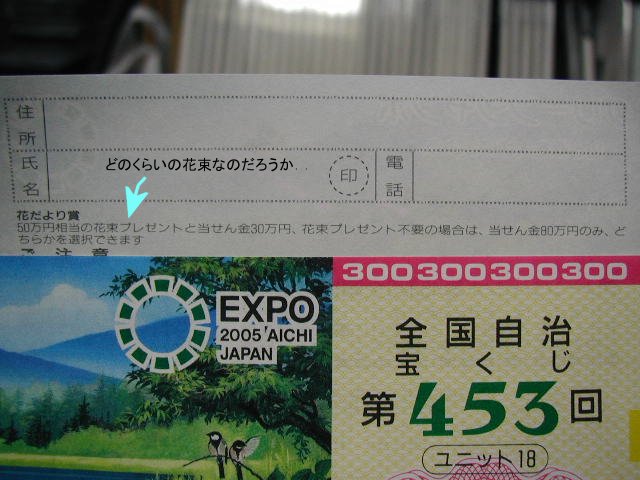 住所
氏名
どのくらいの花束なのだろうか…
印
電話
花だより賞
50万円相当の花束プレゼントと当せん金30万円、花束プレゼント不要の場合は、当せん金80万円のみ、ど
ちらかを選択できます
ご注意
300300300300
EXPO
2005 AICHI
JAPAN
全国自治
宝くじ
第453回
ユニット18